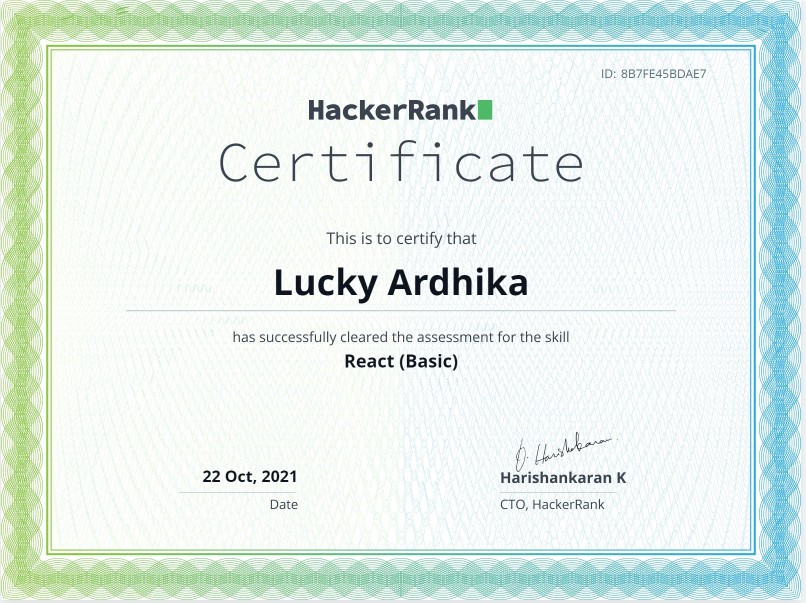 ID: 8B7FE45BDAE7
HackerRank
Certificate
This is to certify that
Lucky Ardhika
has successfully cleared the assessment for the skill
React (Basic)
22 Oct, 2021
Date
Harishankaran K
CTO, HackerRank